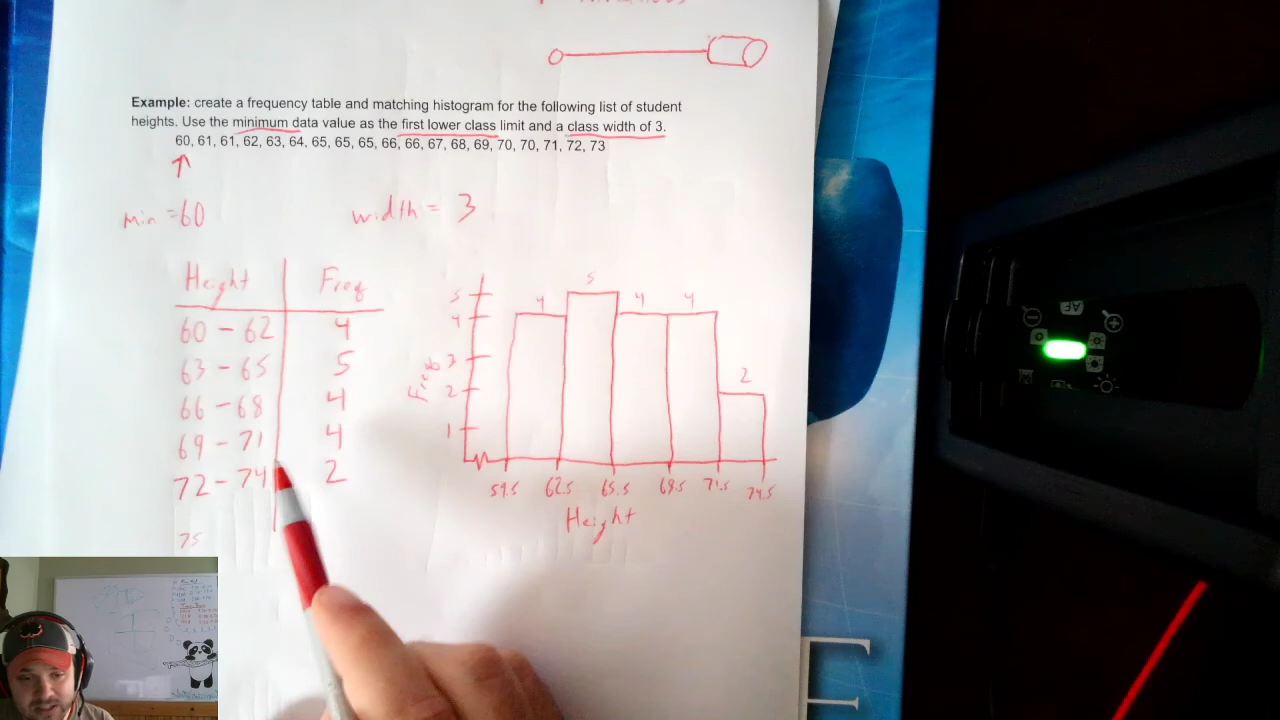 Example: create a frequency table and matching histogram for the following list of student
heights. Use the minimum data value as the first lower class limit and a class width of 3.
60, 61, 61, 62, 63, 64, 65, 65, 65, 66, 66, 67, 68, 69, 70, 70, 71, 72, 73
Min = 60
width = 3
Height Freq
60 - 62 4
63 - 65 5
66 - 68 4
69 - 71 4
72 - 74 2
75
5
4
3
2
1
Freq
4 5 4 4 2
59.5 62.5 65.5 68.5 71.5 74.5
Height
AF
E